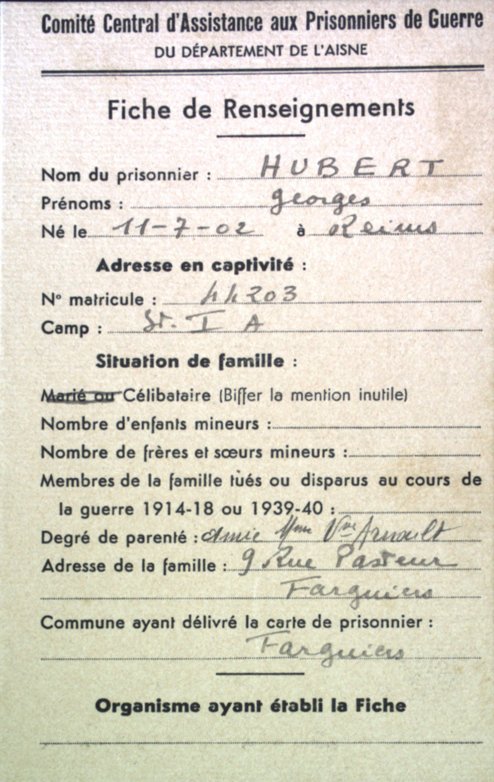 Comité Central d'Assistance aux Prisonniers de Guerre
DU DÉPARTEMENT DE L'AISNE
Fiche de Renseignements
Nom du prisonnier : HUBERT
Prénoms : georges
Né le 11-7-02 à Reims
Adresse en captivité :
N° matricule : 44203
Camp : St. I A
Situation de famille :
Marié ou Célibataire (Biffer la mention inutile)
Nombre d'enfants mineurs :
Nombre de frères et sœurs mineurs :
Membres de la famille tués ou disparus au cours de
la guerre 1914-18 ou 1939-40 :
Degré de parenté : amie Mme Vve Arnoult
Adresse de la famille : 9 Rue Pasteur
Farguiers
Commune ayant délivré la carte de prisonnier :
Farguiers
Organisme ayant établi la Fiche